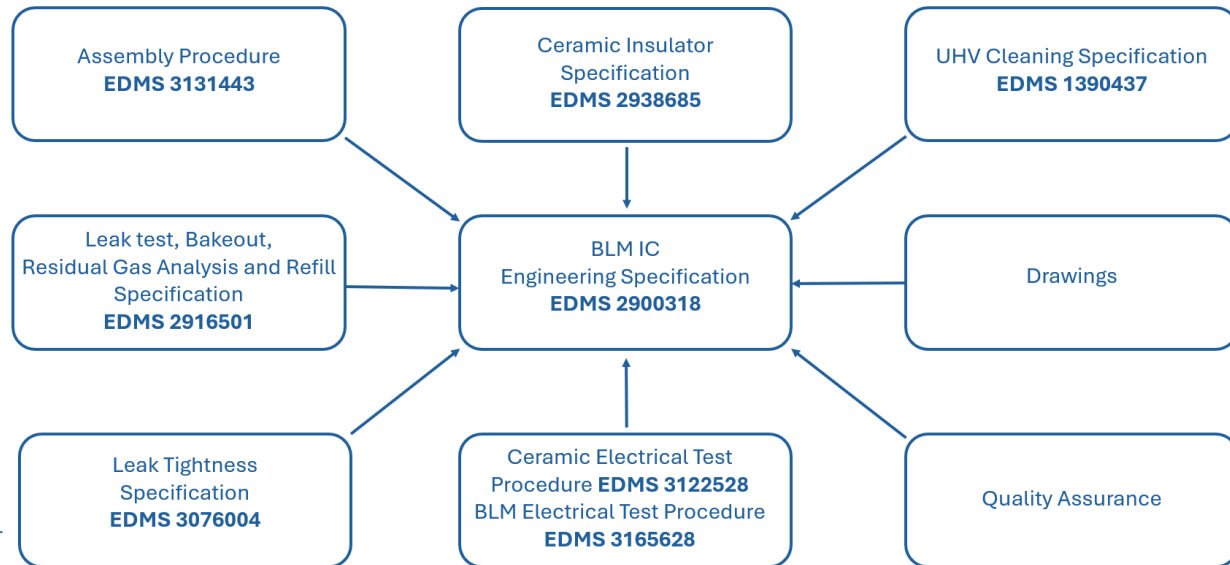 Assembly Procedure
EDMS 3131443
Ceramic Insulator
Specification
EDMS 2938685
UHV Cleaning Specification
EDMS 1390437
Leak test, Bakeout,
Residual Gas Analysis and Refill
Specification
EDMS 2916501
BLM IC
Engineering Specification
EDMS 2900318
Drawings
Leak Tightness
Specification
EDMS 3076004
Ceramic Electrical Test
Procedure EDMS 3122528
BLM Electrical Test Procedure
EDMS 3165628
Quality Assurance